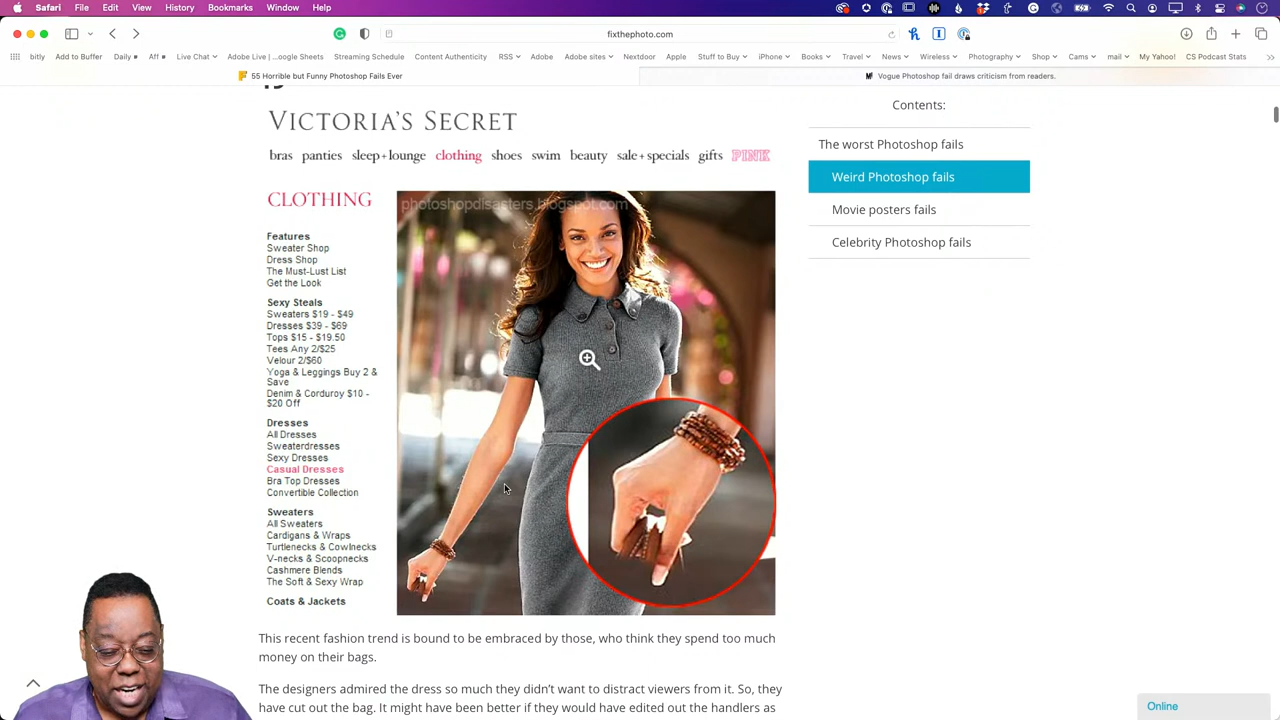 Safari File Edit View History Bookmarks Window Help
fixthephoto.com
bitly Add to Buffer Daily Aff Live Chat Adobe Live | ...oogle Sheets Streaming Schedule Content Authenticity RSS Adobe Adobe sites Nextdoor Apple Stuff to Buy iPhone Books Travel News Wireless Photography Shop Cams mail My Yahoo! CS Podcast Stats
55 Horrible but Funny Photoshop Fails Ever
Vogue Photoshop fail draws criticism from readers.
VICTORIA'S SECRET
bras panties sleep+lounge clothing shoes swim beauty sale+specials gifts PINK
CLOTHING
Features
Sweater Shop
Dress Shop
The Must-Lust List
Get the Look
Sexy Steals
Sweaters $19 - $49
Dresses $39 - $69
Tops $15 - $19.50
Tees Any 2/$25
Velour 2/$60
Yoga & Leggings Buy 2 &
Save
Denim & Corduroy $10 -
$20 Off
Dresses
All Dresses
Sweaterdresses
Sexy Dresses
Casual Dresses
Bra Top Dresses
Convertible Collection
Sweaters
All Sweaters
Cardigans & Wraps
Turtlenecks & Cowlnecks
V-necks & Scoopnecks
Cashmere Blends
The Soft & Sexy Wrap
Coats & Jackets
photoshopdisasters.blogspot.com
This recent fashion trend is bound to be embraced by those, who think they spend too much
money on their bags.
The designers admired the dress so much they didn't want to distract viewers from it. So, they
have cut out the bag. It might have been better if they would have edited out the handlers as
Contents:
The worst Photoshop fails
Weird Photoshop fails
Movie posters fails
Celebrity Photoshop fails
Online